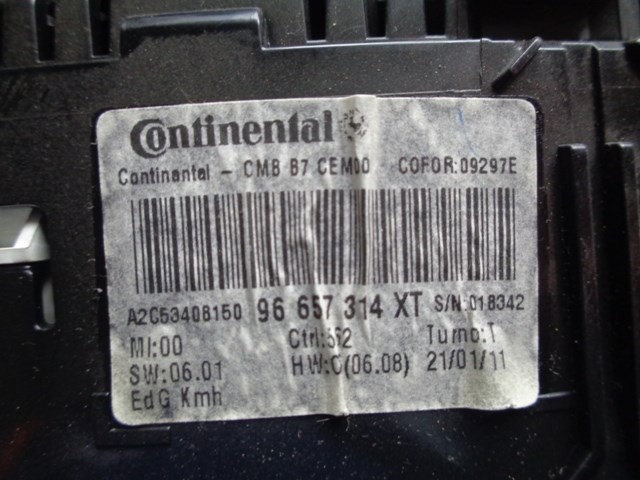 Continental
Continental - CMB B7 CEM00 COFOR:09297E
A2C53408150 96 657 314 XT S/N:018342
MI:00 Ctrl:552 Turno:T
SW:06.01 HW:C(06.08) 21/01/11
EdG Kmh